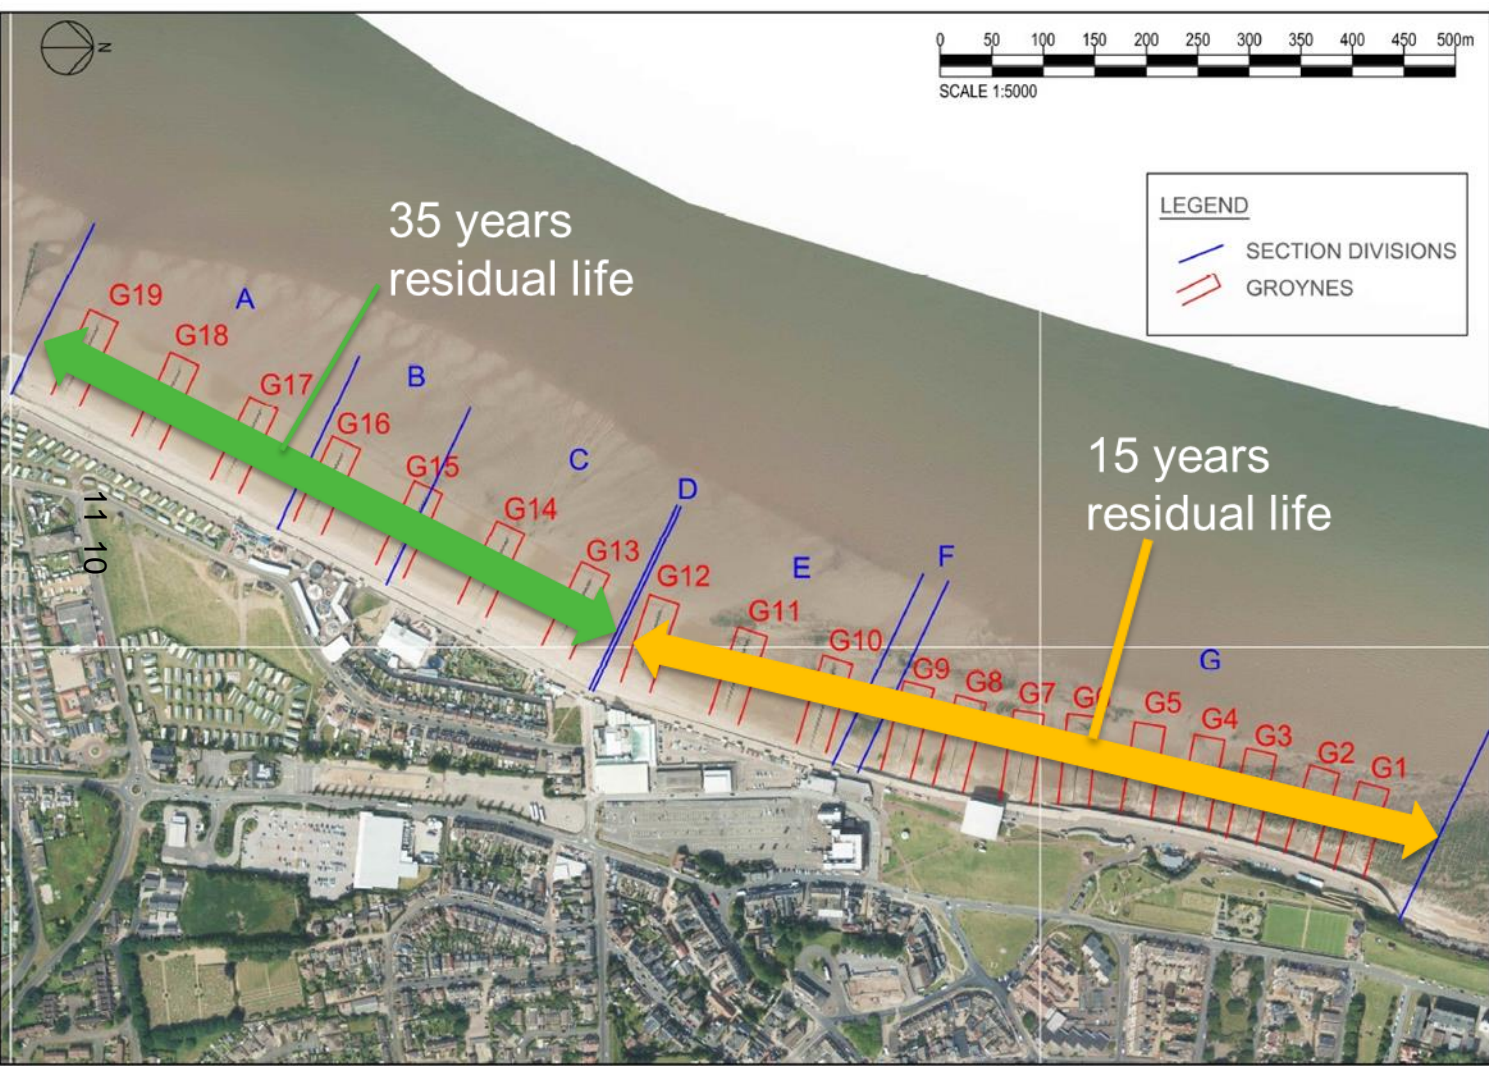 N
0 50 100 150 200 250 300 350 400 450 500m
SCALE 1:5000
LEGEND
SECTION DIVISIONS
GROYNES
35 years
residual life
15 years
residual life
A
B
C
D
E
F
G
G19
G18
G17
G16
G15
G14
G13
G12
G11
G10
G9
G8
G7
G5
G4
G3
G2
G1
11 10